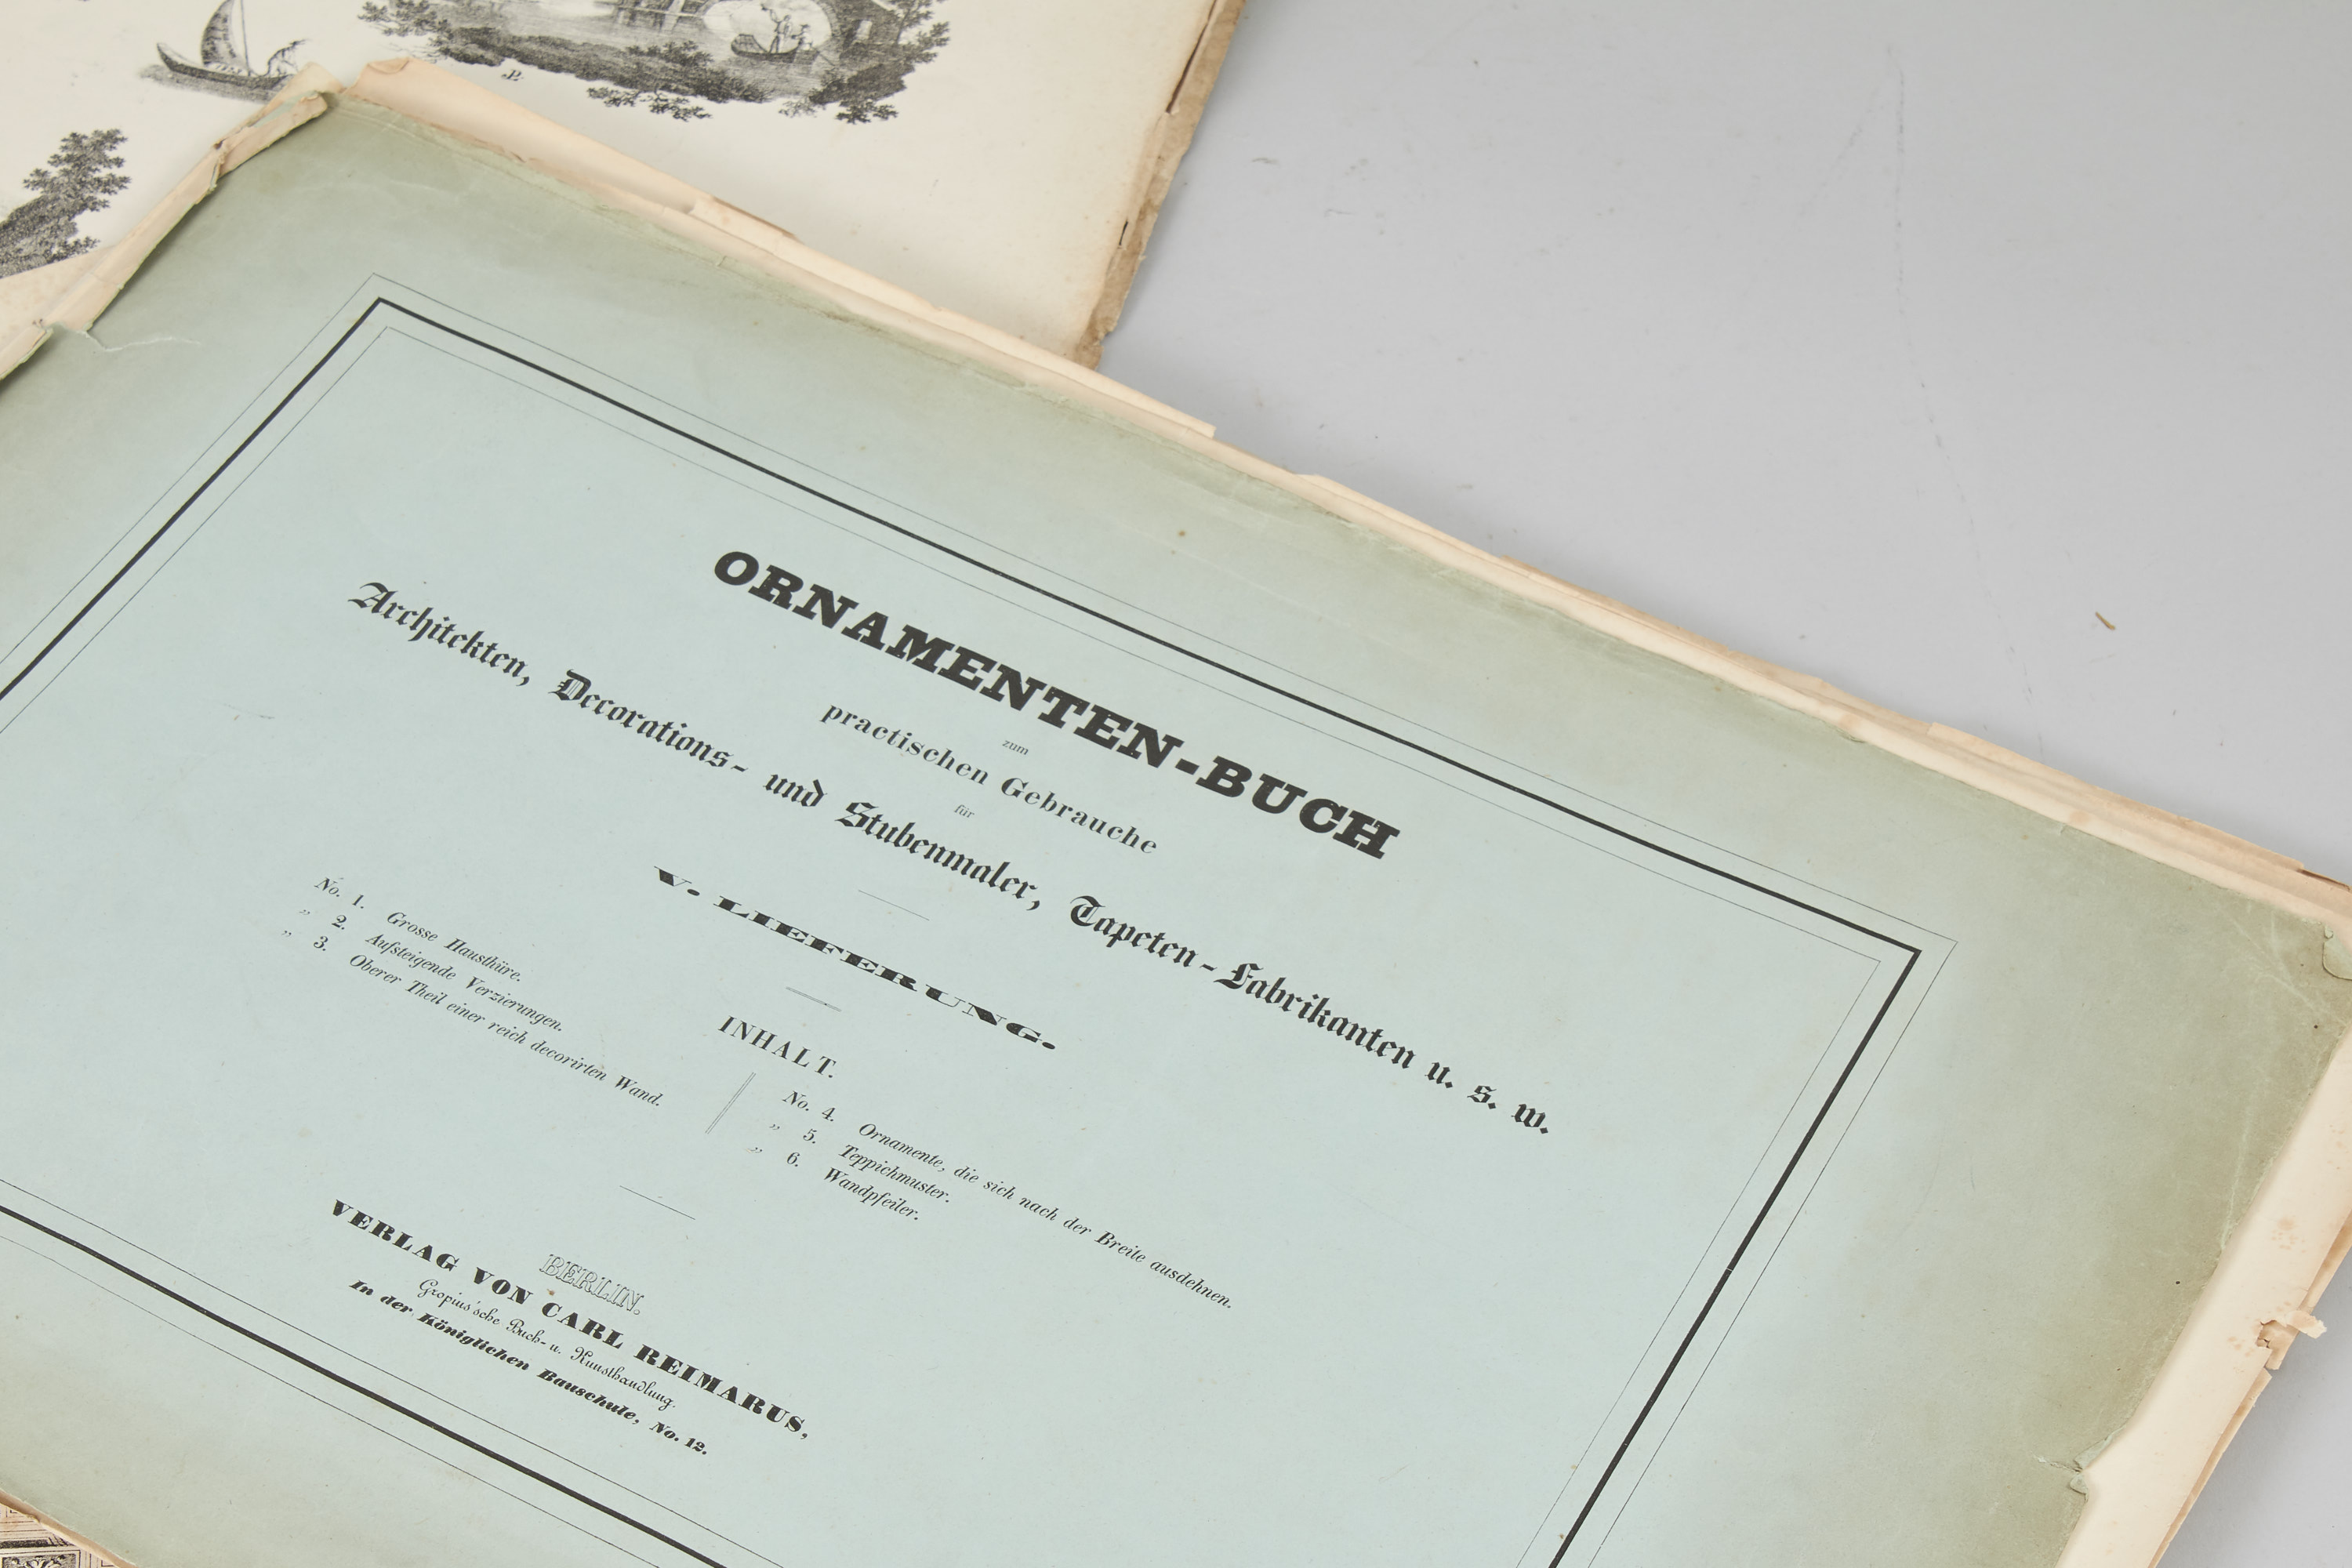 ORNAMENTEN-BUCH
zum
practischen Gebrauche
für
Architekten, Decorations- und Stubenmaler, Tapeten-Fabrikanten u. s. w.
V. LIEFERUNG.
INHALT.
No. 1. Grosse Hausthüre.
„ 2. Aufsteigende Verzierungen.
„ 3. Oberer Theil einer reich decorirten Wand.
No. 4. Ornamente, die sich nach der Breite ausdehnen.
„ 5. Teppichmuster.
„ 6. Wandpfeiler.
BERLIN.
VERLAG VON CARL REIMARUS,
Gropius'sche Buch- u. Kunsthandlung.
In der Königlichen Bauschule, No. 12.